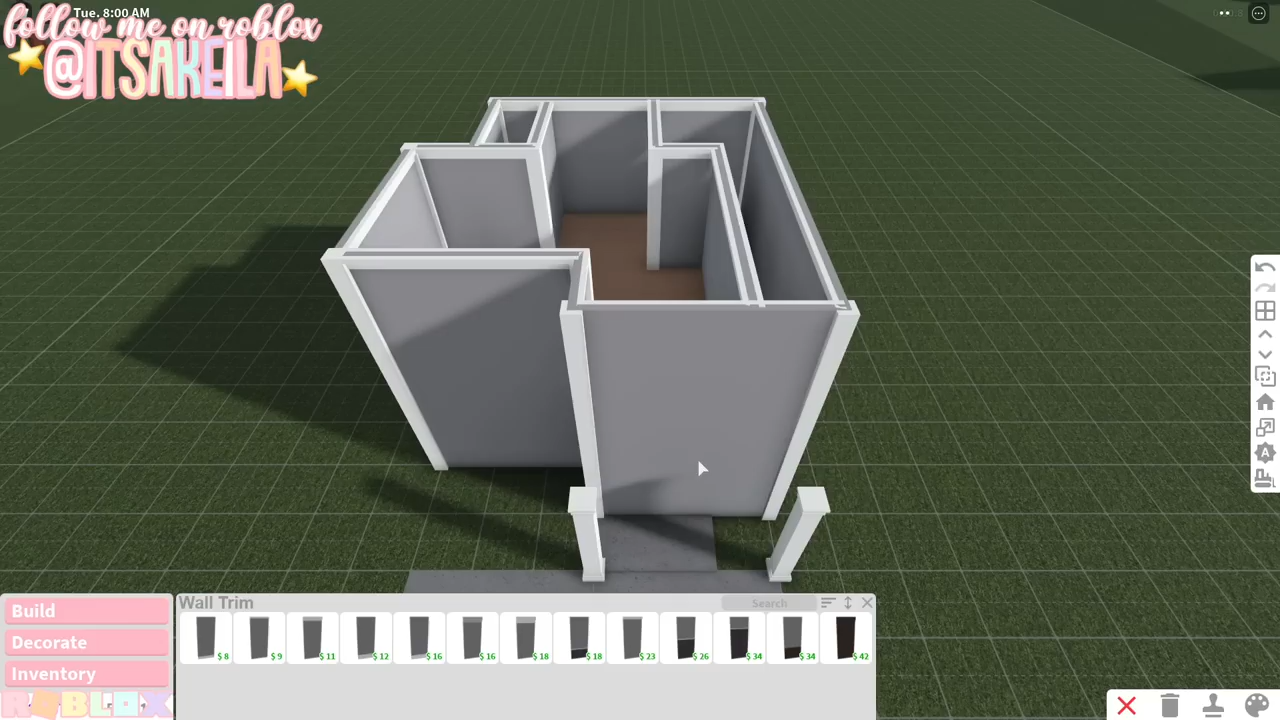 Tue, 8:00 AM
follow me on roblox
@ITSAKEILA
A
Wall Trim
Search
$ 8
$ 9
$ 11
$ 12
$ 16
$ 16
$ 18
$ 18
$ 23
$ 26
$ 34
$ 34
$ 42
Build
Decorate
Inventory
ROBLOX